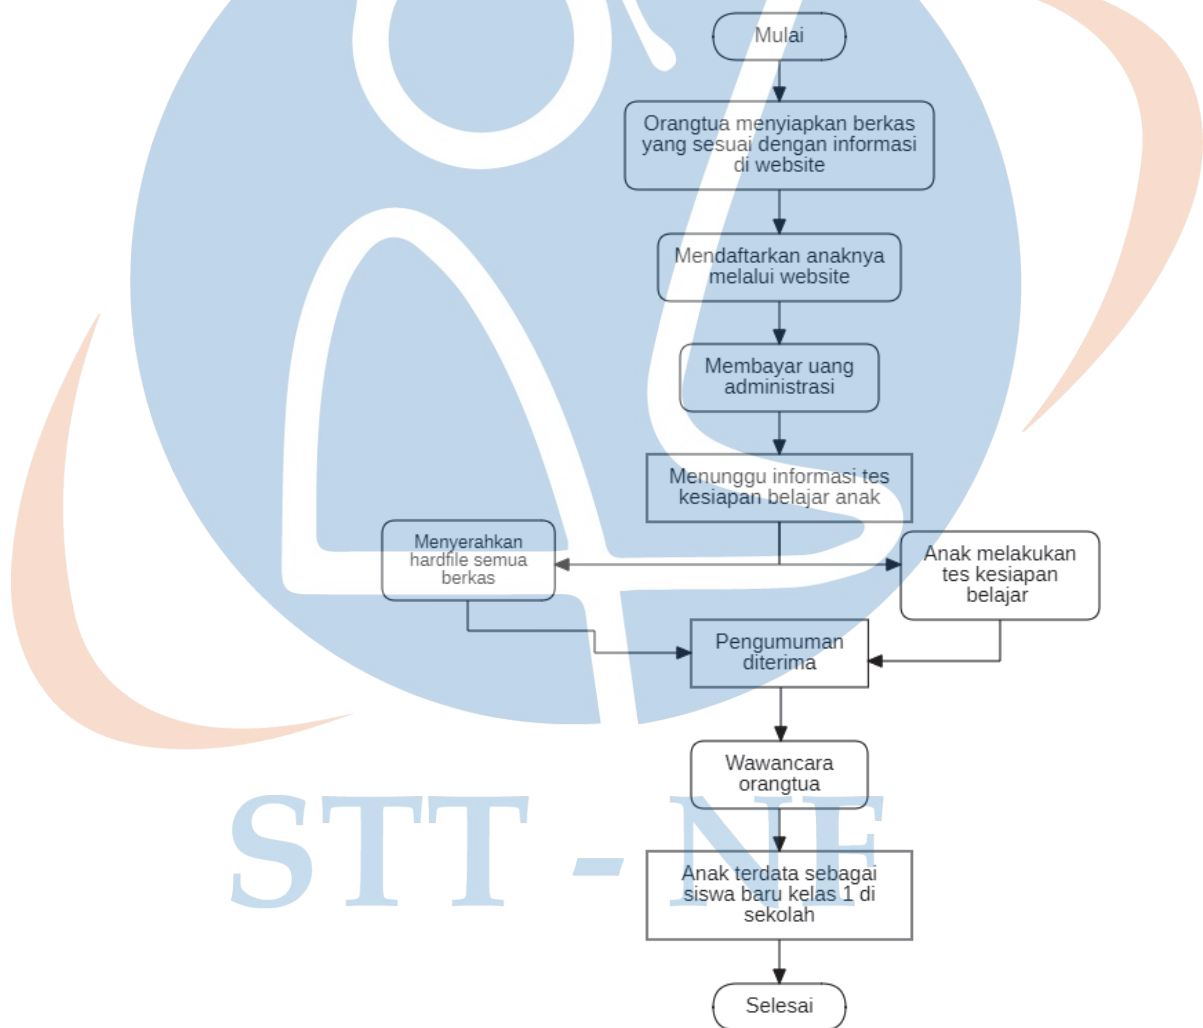 Mulai
Orangtua menyiapkan berkas
yang sesuai dengan informasi
di website
Mendaftarkan anaknya
melalui website
Membayar uang
administrasi
Menunggu informasi tes
kesiapan belajar anak
Menyerahkan
hardfile semua
berkas
Anak melakukan
tes kesiapan
belajar
Pengumuman
diterima
Wawancara
orangtua
STT - NF
Anak terdata sebagai
siswa baru kelas 1 di
sekolah
Selesai